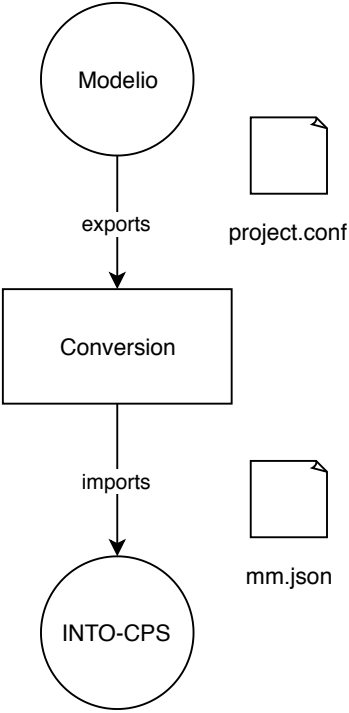 Modelio
exports
project.conf
Conversion
imports
mm.json
INTO-CPS